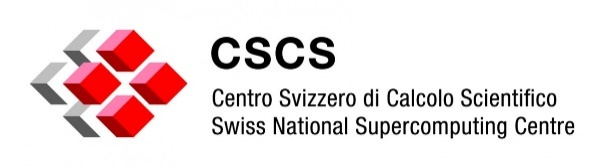 CSCS
Centro Svizzero di Calcolo Scientifico
Swiss National Supercomputing Centre